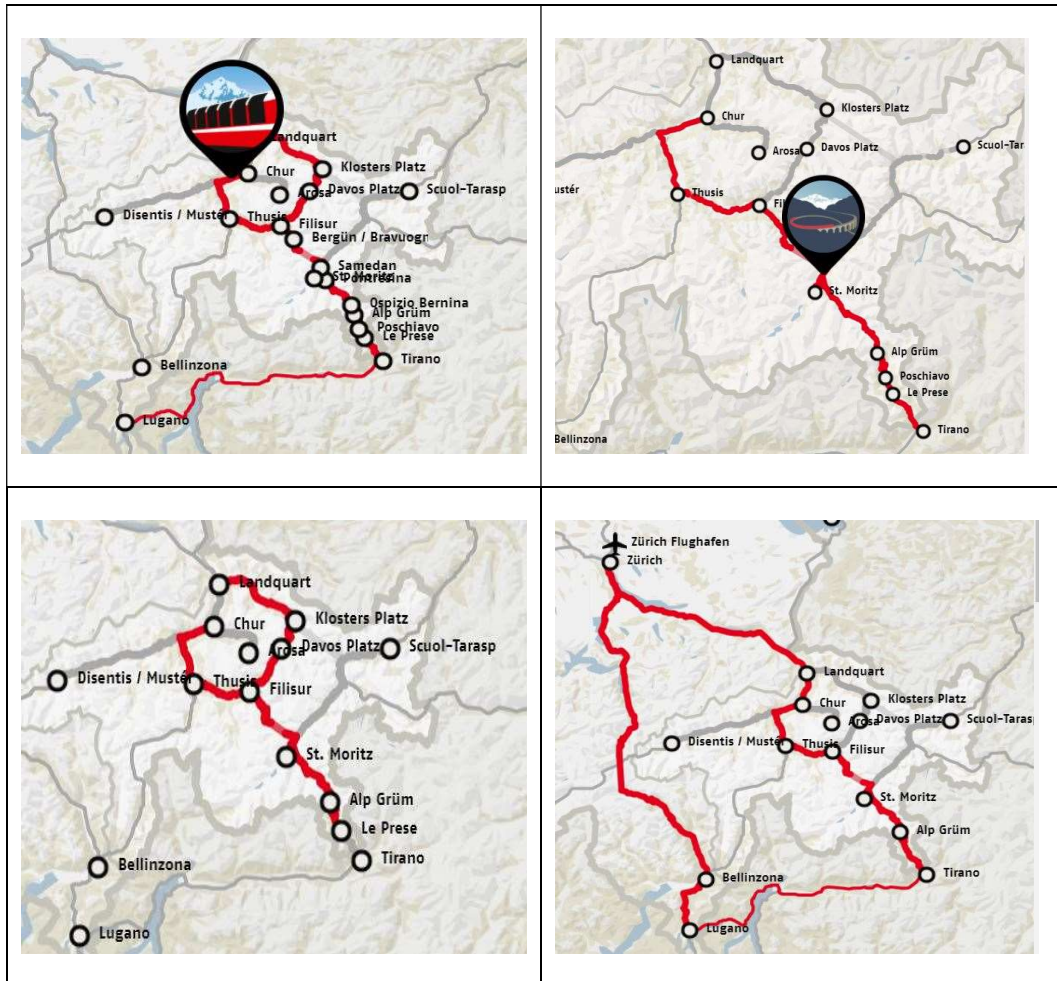 Landquart
Klosters Platz
Chur
Arosa
Davos Platz
Scuol-Tarasp
Disentis / Mustér
Thusis
Filisur
Bergün / Bravuogr
Samedan
St. Moritz
Pontresina
Ospizio Bernina
Alp Grüm
Poschiavo
Le Prese
Tirano
Bellinzona
Lugano
Landquart
Klosters Platz
Chur
Arosa
Davos Platz
Scuol-Tar
ustér
Thusis
Fi
St. Moritz
Alp Grüm
Poschiavo
Le Prese
Tirano
Bellinzona
Landquart
Klosters Platz
Chur
Arosa
Davos Platz
Scuol-Tarasp
Disentis / Mustér
Thusis
Filisur
St. Moritz
Alp Grüm
Le Prese
Tirano
Bellinzona
Lugano
Zürich Flughafen
Zürich
Landquart
Klosters Platz
Chur
Arosa
Davos Platz
Scuol-Taras
Disentis / Mustér
Thusis
Filisur
St. Moritz
Alp Grüm
Tirano
Bellinzona
Lugano